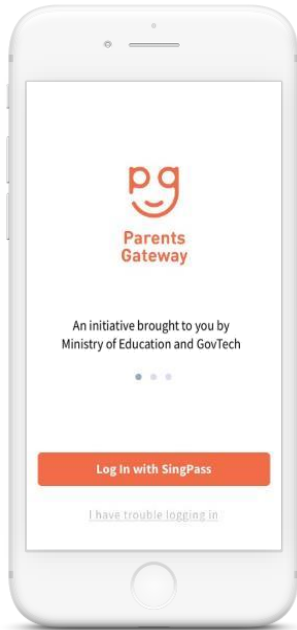 pg
Parents
Gateway
An initiative brought to you by
Ministry of Education and GovTech
Log In with SingPass
I have trouble logging in